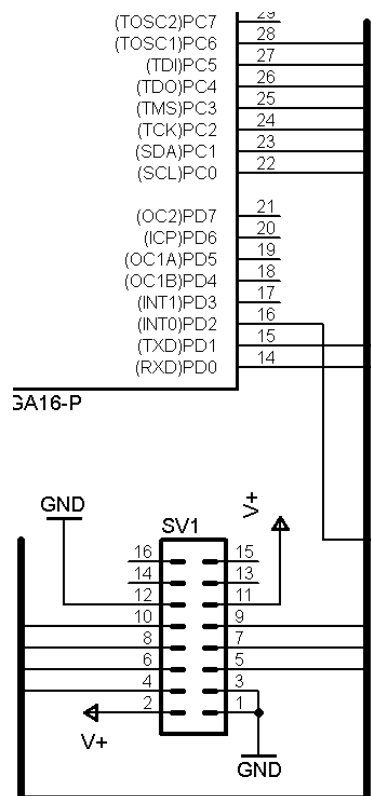 (TOSC2)PC7 29
(TOSC1)PC6 28
(TDI)PC5 27
(TDO)PC4 26
(TMS)PC3 25
(TCK)PC2 24
(SDA)PC1 23
(SCL)PC0 22
(OC2)PD7 21
(ICP)PD6 20
(OC1A)PD5 19
(OC1B)PD4 18
(INT1)PD3 17
(INT0)PD2 16
(TXD)PD1 15
(RXD)PD0 14
GA16-P
GND
V+
SV1
16 15
14 13
12 11
10 9
8 7
6 5
4 3
2 1
V+
GND